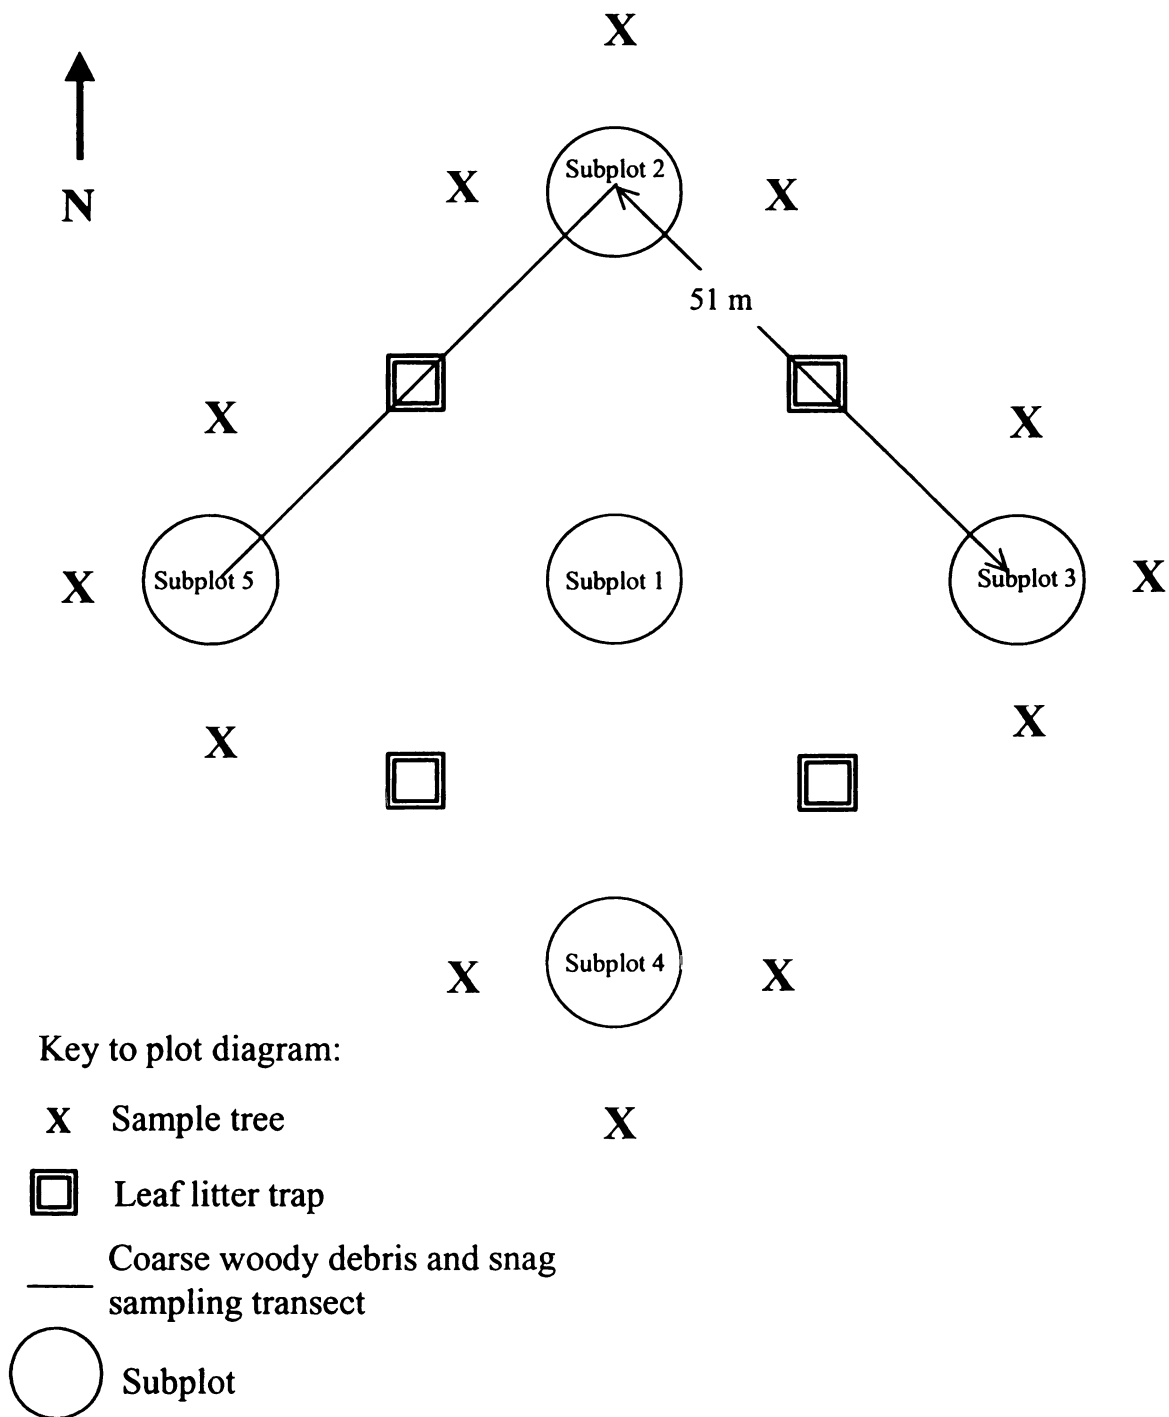 X
N
Subplot 2
X
X
51 m
X
X
Subplot 5
Subplot 1
Subplot 3
X
X
X
X
Subplot 4
X
X
Key to plot diagram:
X Sample tree
X
Leaf litter trap
Coarse woody debris and snag
sampling transect
Subplot